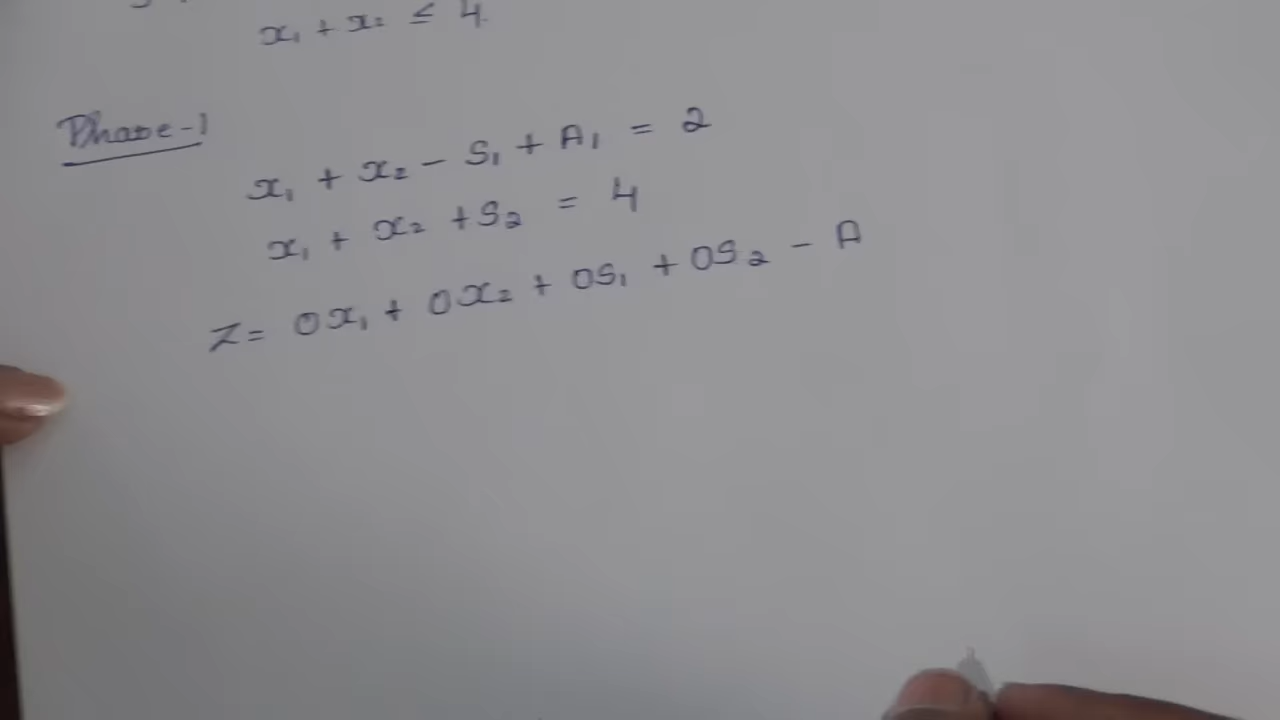 x₁ + x₂ ≤ 4
Phase-1
x₁ + x₂ - S₁ + A₁ = 2
x₁ + x₂ + S₂ = 4
Z = 0x₁ + 0x₂ + 0S₁ + 0S₂ - A